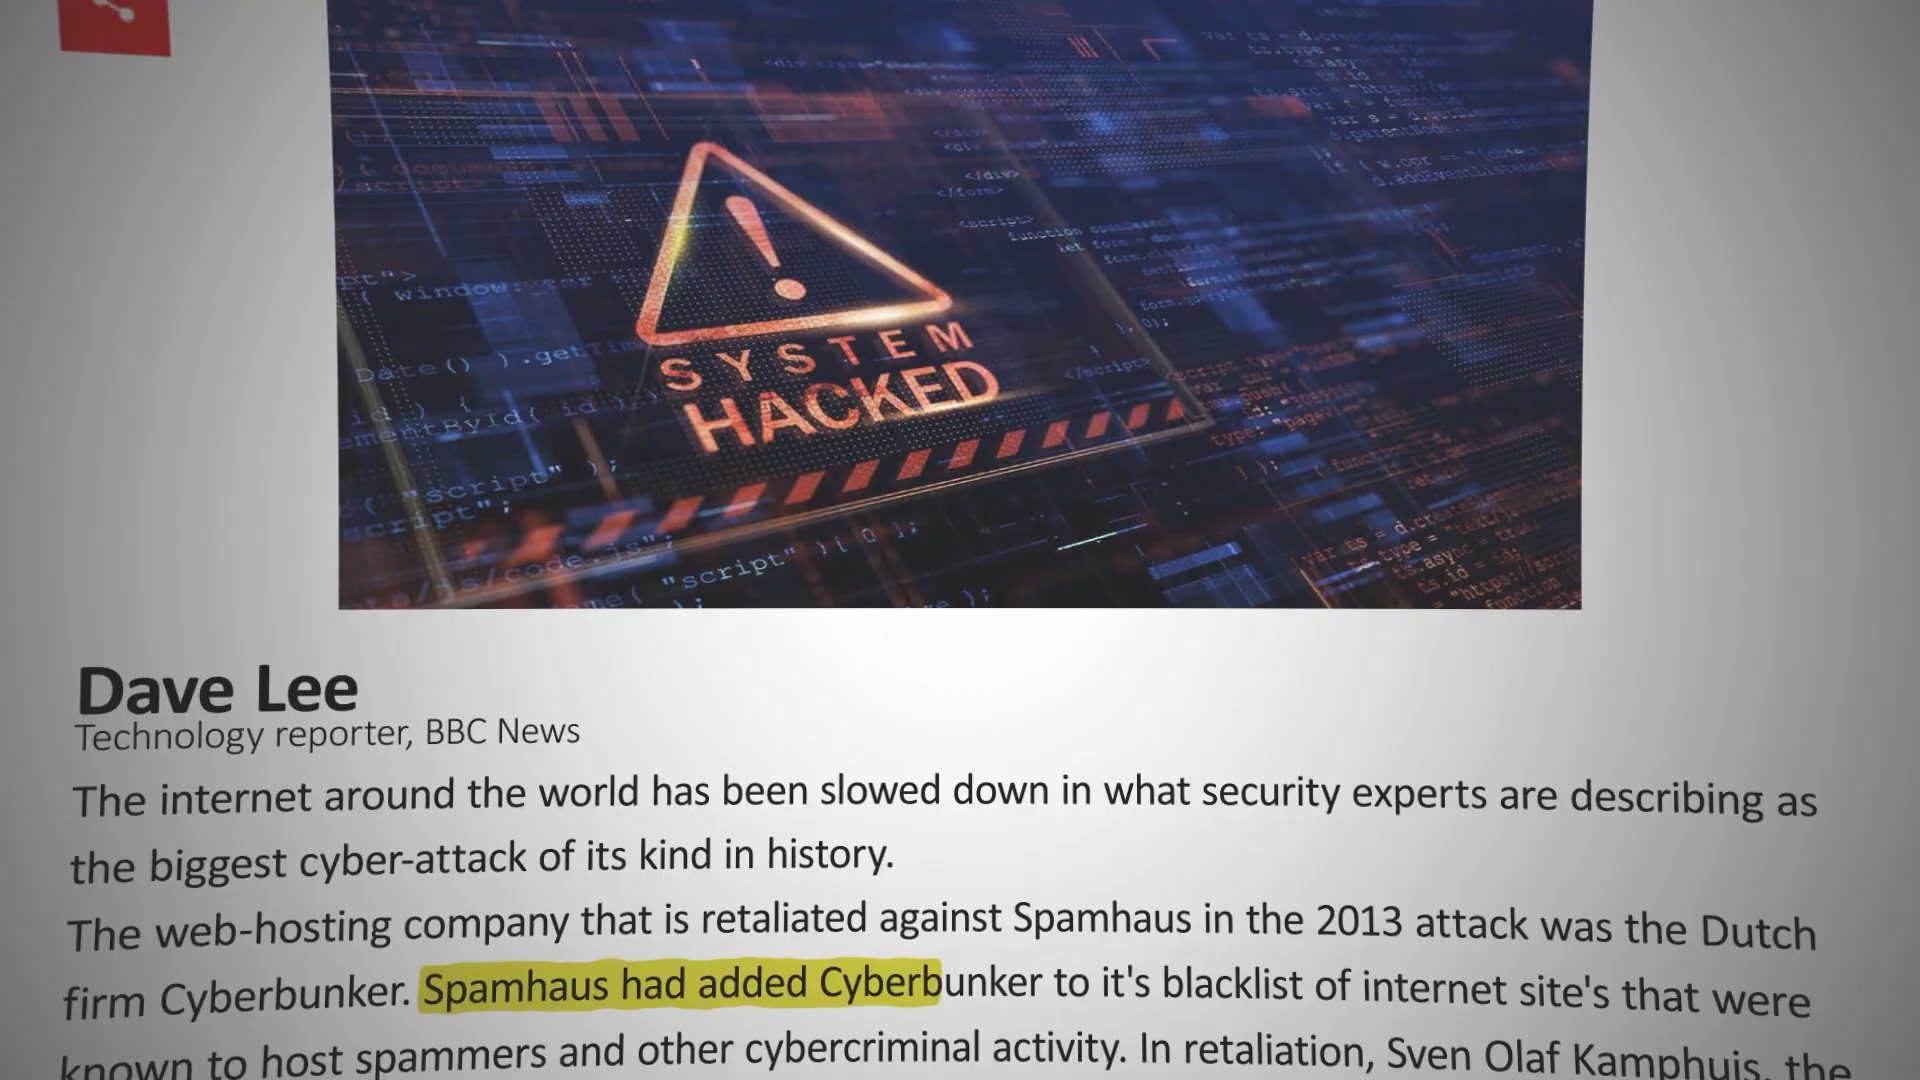 SYSTEM
HACKED
Dave Lee
Technology reporter, BBC News
The internet around the world has been slowed down in what security experts are describing as
the biggest cyber-attack of its kind in history.
The web-hosting company that is retaliated against Spamhaus in the 2013 attack was the Dutch
firm Cyberbunker. Spamhaus had added Cyberbunker to it's blacklist of internet site's that were
known to host spammers and other cybercriminal activity. In retaliation, Sven Olaf Kamphuis, the